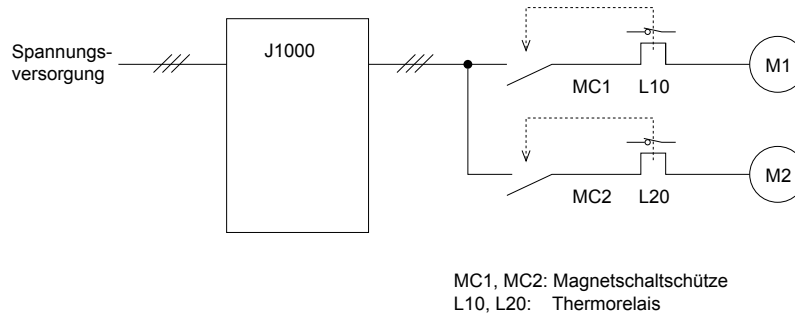 Spannungs-
versorgung
J1000
MC1 L10
M1
MC2 L20
M2
MC1, MC2: Magnetschaltschütze
L10, L20: Thermorelais